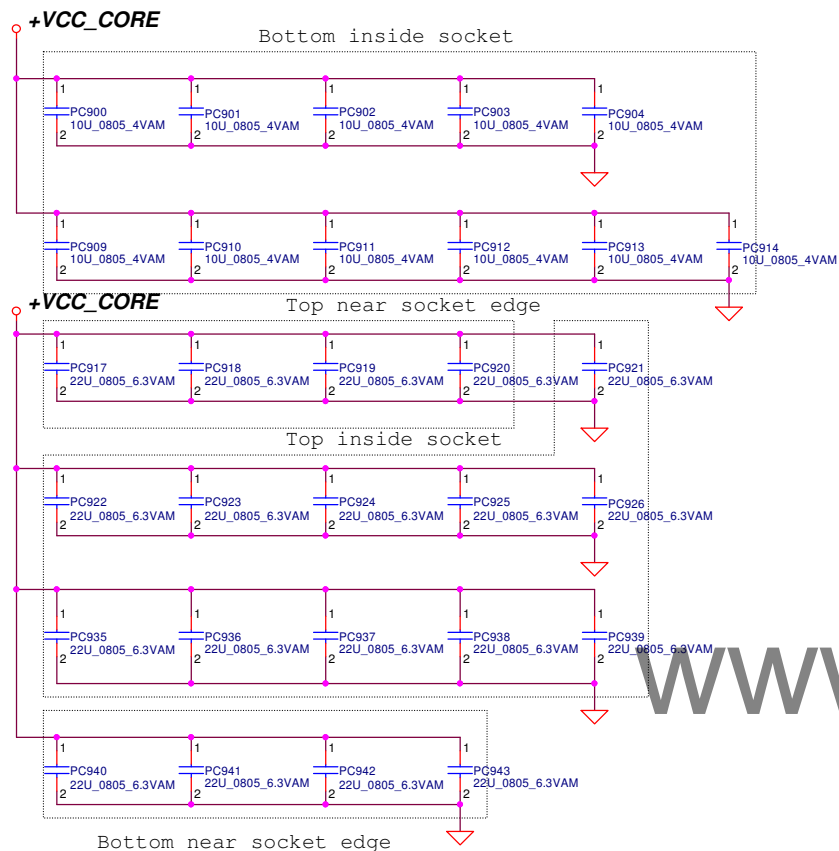 +VCC_CORE
Bottom inside socket
1 1 1 1 1
PC900 PC901 PC902 PC903 PC904
10U_0805_4VAM 10U_0805_4VAM 10U_0805_4VAM 10U_0805_4VAM 10U_0805_4VAM
2 2 2 2 2
1 1 1 1 1 1
PC909 PC910 PC911 PC912 PC913 PC914
10U_0805_4VAM 10U_0805_4VAM 10U_0805_4VAM 10U_0805_4VAM 10U_0805_4VAM 10U_0805_4VAM
2 2 2 2 2 2
+VCC_CORE
Top near socket edge
1 1 1 1 1
PC917 PC918 PC919 PC920 PC921
22U_0805_6.3VAM 22U_0805_6.3VAM 22U_0805_6.3VAM 22U_0805_6.3VAM 22U_0805_6.3VAM
2 2 2 2 2
Top inside socket
1 1 1 1 1
PC922 PC923 PC924 PC925 PC926
22U_0805_6.3VAM 22U_0805_6.3VAM 22U_0805_6.3VAM 22U_0805_6.3VAM 22U_0805_6.3VAM
2 2 2 2 2
1 1 1 1 1
PC935 PC936 PC937 PC938 PC939
22U_0805_6.3VAM 22U_0805_6.3VAM 22U_0805_6.3VAM 22U_0805_6.3VAM 22U_0805_6.3VAM
2 2 2 2 2
www
1 1 1 1
PC940 PC941 PC942 PC943
22U_0805_6.3VAM 22U_0805_6.3VAM 22U_0805_6.3VAM 22U_0805_6.3VAM
2 2 2 2
Bottom near socket edge